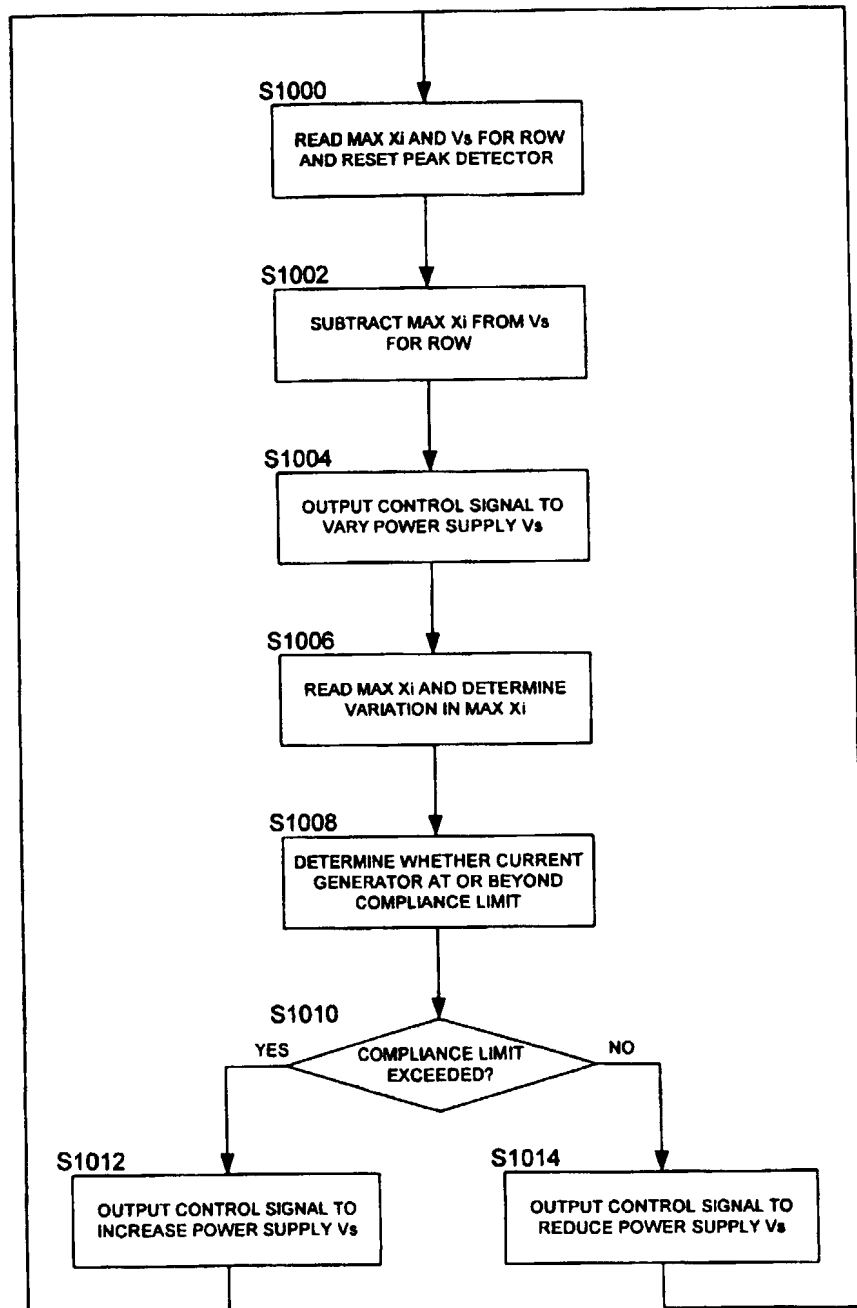 S1000
READ MAX Xi AND Vs FOR ROW
AND RESET PEAK DETECTOR
S1002
SUBTRACT MAX Xi FROM Vs
FOR ROW
S1004
OUTPUT CONTROL SIGNAL TO
VARY POWER SUPPLY Vs
S1006
READ MAX Xi AND DETERMINE
VARIATION IN MAX Xi
S1008
DETERMINE WHETHER CURRENT
GENERATOR AT OR BEYOND
COMPLIANCE LIMIT
S1010
YES
COMPLIANCE LIMIT
EXCEEDED?
NO
S1012
OUTPUT CONTROL SIGNAL TO
INCREASE POWER SUPPLY Vs
S1014
OUTPUT CONTROL SIGNAL TO
REDUCE POWER SUPPLY Vs